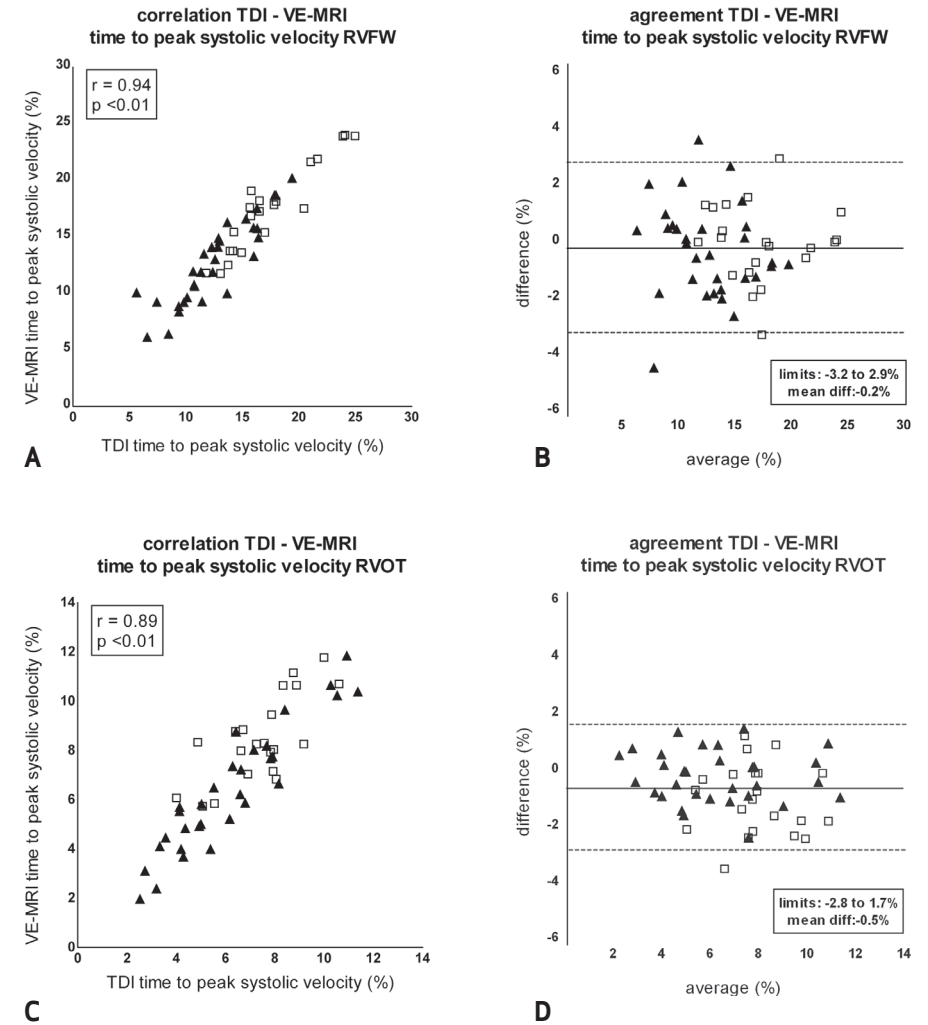 correlation TDI - VE-MRI
time to peak systolic velocity RVFW
VE-MRI time to peak systolic velocity (%)
30
25
20
15
10
5
0
r = 0.94
p <0.01
0 5 10 15 20 25 30
TDI time to peak systolic velocity (%)
A
agreement TDI - VE-MRI
time to peak systolic velocity RVFW
difference (%)
6
4
2
0
-2
-4
-6
limits: -3.2 to 2.9%
mean diff:-0.2%
5 10 15 20 25 30
average (%)
B
correlation TDI - VE-MRI
time to peak systolic velocity RVOT
VE-MRI time to peak systolic velocity (%)
14
12
10
8
6
4
2
0
r = 0.89
p <0.01
0 2 4 6 8 10 12 14
TDI time to peak systolic velocity (%)
C
agreement TDI - VE-MRI
time to peak systolic velocity RVOT
difference (%)
6
4
2
0
-2
-4
-6
limits: -2.8 to 1.7%
mean diff:-0.5%
2 4 6 8 10 12 14
average (%)
D